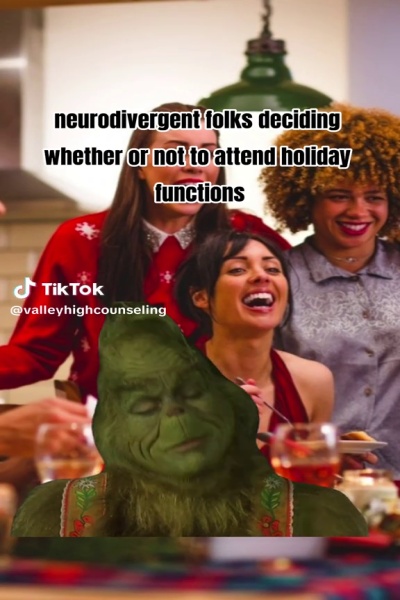 neurodivergent folks deciding
whether or not to attend holiday
functions
TikTok
@valleyhighcounseling